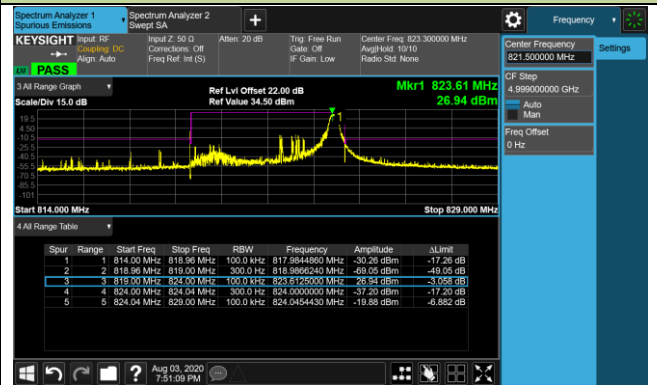 Spectrum Analyzer 1
Spurious Emissions
Spectrum Analyzer 2
Swept SA
Frequency
KEYSIGHT
Input: RF
Coupling: DC
Align: Auto
Input Z: 50 Ω
Corrections: Off
Freq Ref: Int (S)
Atten: 20 dB
Trig: Free Run
Gate: Off
IF Gain: Low
Center Freq: 823.300000 MHz
Avg|Hold: 10/10
Radio Std: None
LXI PASS
Center Frequency
821.500000 MHz
Settings
CF Step
4.999000000 GHz
Auto
Man
Freq Offset
0 Hz
3 All Range Graph
Scale/Div 15.0 dB
Ref Lvl Offset 22.00 dB
Ref Value 34.50 dBm
Mkr1 823.61 MHz
26.94 dBm
1
19.5
4.50
-10.5
-25.5
-40.5
-55.5
-70.5
-85.5
-101
Start 814.000 MHz
Stop 829.000 MHz
4 All Range Table
Spur Range Start Freq Stop Freq RBW Frequency Amplitude ΔLimit
1 1 814.00 MHz 818.96 MHz 100.0 kHz 817.9844860 MHz -30.26 dBm -17.26 dB
2 2 818.96 MHz 819.00 MHz 300.0 Hz 818.9866240 MHz -69.05 dBm -49.05 dB
3 3 819.00 MHz 824.00 MHz 100.0 kHz 823.6125000 MHz 26.94 dBm -3.058 dB
4 4 824.00 MHz 824.04 MHz 300.0 Hz 824.0000000 MHz -37.20 dBm -17.20 dB
5 5 824.04 MHz 829.00 MHz 100.0 kHz 824.0454430 MHz -19.88 dBm -6.882 dB
Aug 03, 2020
7:51:09 PM